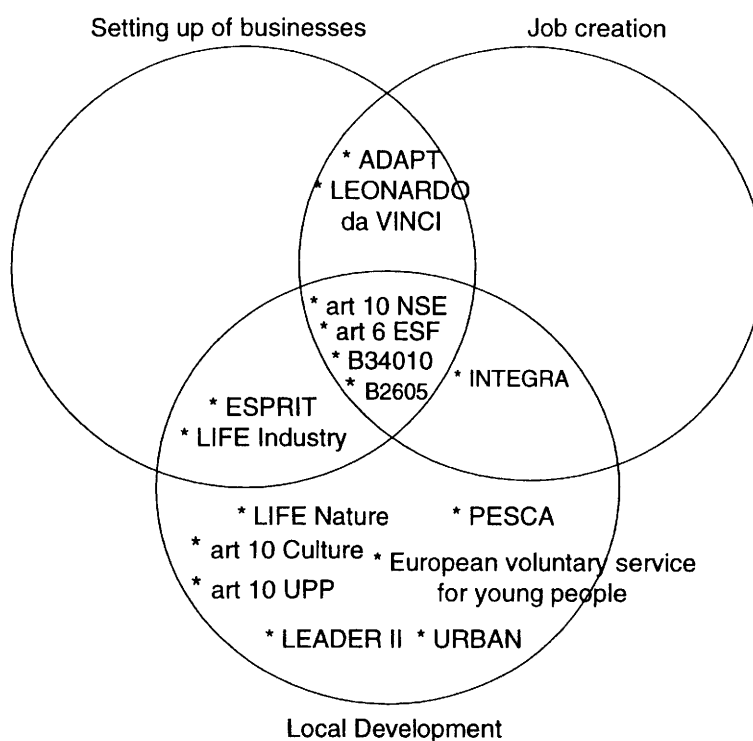 Setting up of businesses
Job creation
* ADAPT
* LEONARDO
da VINCI
* art 10 NSE
* art 6 ESF
* B34010
* B2605
* INTEGRA
* ESPRIT
* LIFE Industry
* LIFE Nature
* PESCA
* art 10 Culture
* European voluntary service
for young people
* art 10 UPP
* LEADER II
* URBAN
Local Development